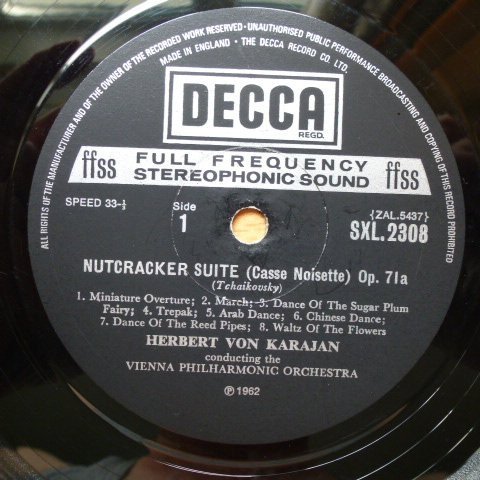 ALL RIGHTS OF THE MANUFACTURER AND OF THE OWNER OF THE RECORDED WORK RESERVED · UNAUTHORISED PUBLIC PERFORMANCE BROADCASTING AND COPYING OF THIS RECORD PROHIBITED
MADE IN ENGLAND · THE DECCA RECORD CO. LTD.
DECCA
REGD.
ffss FULL FREQUENCY ffss
STEREOPHONIC SOUND
SPEED 33-⅓ Side {ZAL.5437}
1 SXL.2308
NUTCRACKER SUITE (Casse Noisette) Op. 71a
(Tchaikovsky)
1. Miniature Overture; 2. March; 3. Dance Of The Sugar Plum
Fairy; 4. Trepak; 5. Arab Dance; 6. Chinese Dance;
7. Dance Of The Reed Pipes; 8. Waltz Of The Flowers
HERBERT VON KARAJAN
conducting the
VIENNA PHILHARMONIC ORCHESTRA
℗ 1962